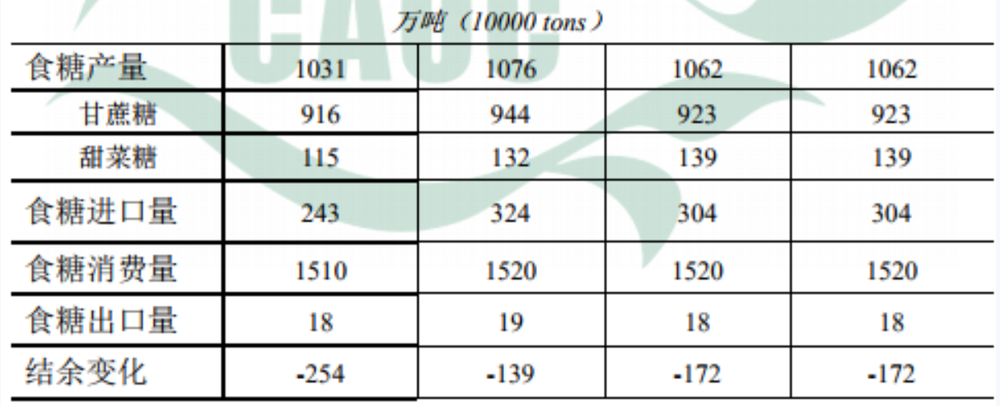 万吨（10000 tons）
食糖产量 1031 1076 1062 1062
甘蔗糖 916 944 923 923
甜菜糖 115 132 139 139
食糖进口量 243 324 304 304
食糖消费量 1510 1520 1520 1520
食糖出口量 18 19 18 18
结余变化 -254 -139 -172 -172